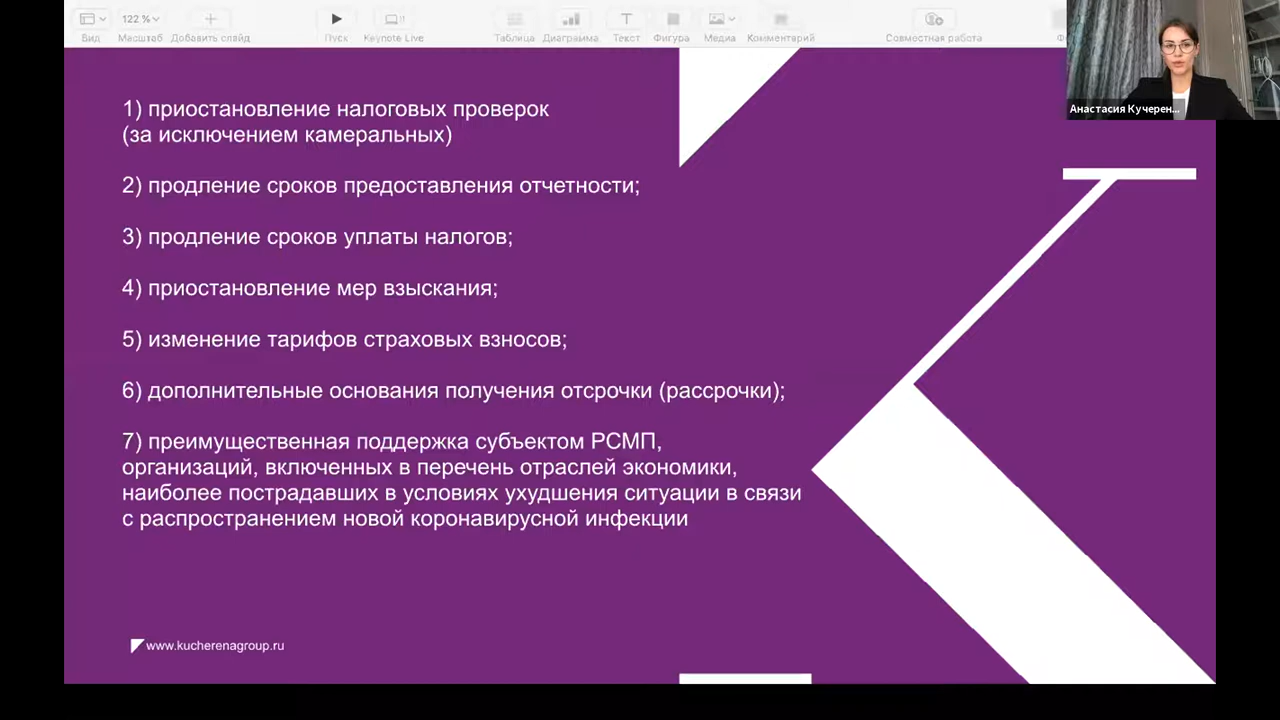 122 %
Вид
Масштаб
Добавить слайд
Пуск
Keynote Live
Таблица
Диаграмма
Текст
Фигура
Медиа
Комментарий
Совместная работа
Анастасия Кучерен...
1) приостановление налоговых проверок
(за исключением камеральных)
2) продление сроков предоставления отчетности;
3) продление сроков уплаты налогов;
4) приостановление мер взыскания;
5) изменение тарифов страховых взносов;
6) дополнительные основания получения отсрочки (рассрочки);
7) преимущественная поддержка субъектом РСМП,
организаций, включенных в перечень отраслей экономики,
наиболее пострадавших в условиях ухудшения ситуации в связи
с распространением новой коронавирусной инфекции
www.kucherenagroup.ru